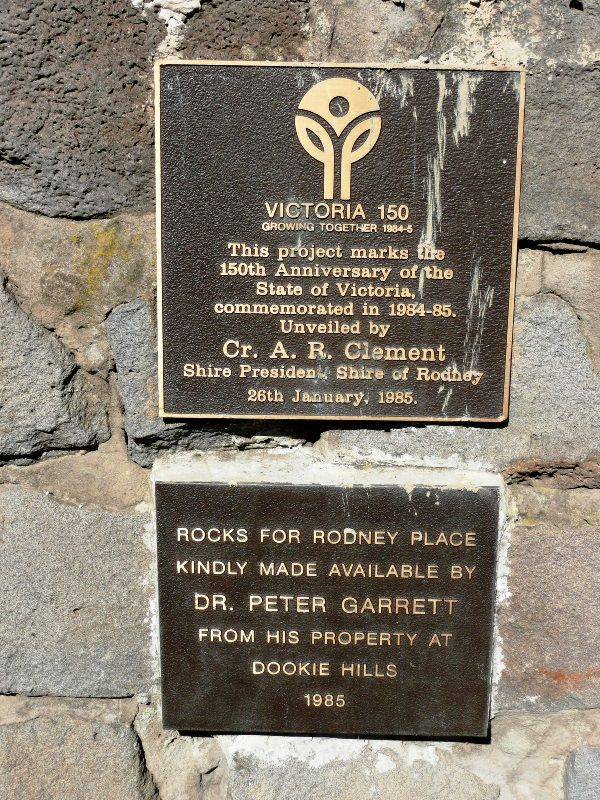 VICTORIA 150
GROWING TOGETHER 1984-5
This project marks the
150th Anniversary of the
State of Victoria,
commemorated in 1984-85.
Unveiled by
Cr. A. R. Clement
Shire President, Shire of Rodney
26th January, 1985.
ROCKS FOR RODNEY PLACE
KINDLY MADE AVAILABLE BY
DR. PETER GARRETT
FROM HIS PROPERTY AT
DOOKIE HILLS
1985